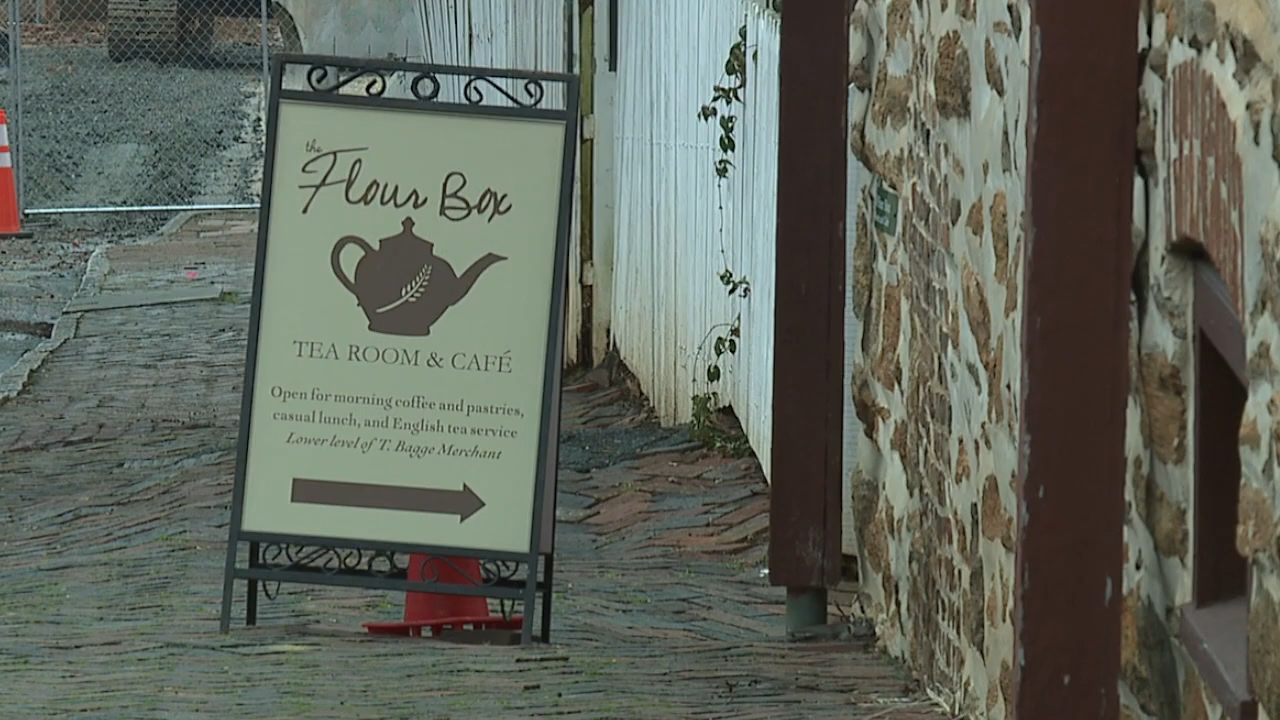 the
Flour Box
TEA ROOM & CAFÉ
Open for morning coffee and pastries,
casual lunch, and English tea service
Lower level of T. Bagge Merchant